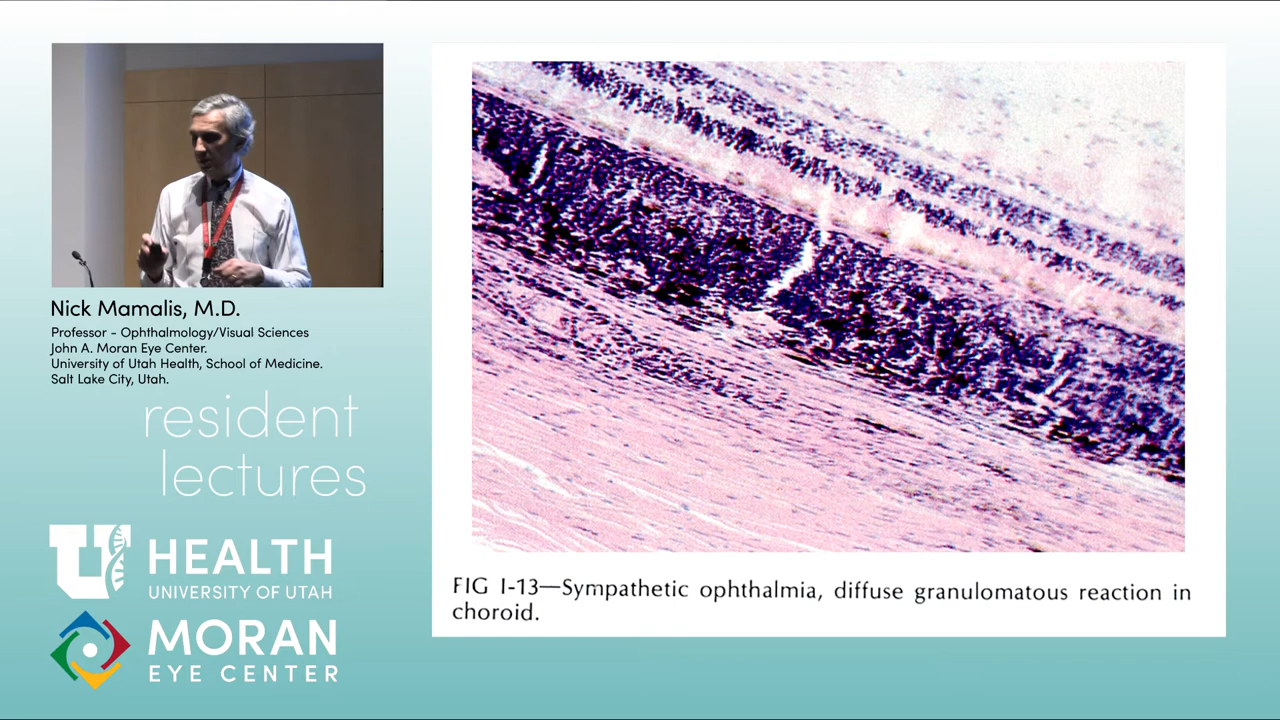 Nick Mamalis, M.D.
Professor - Ophthalmology/Visual Sciences
John A. Moran Eye Center.
University of Utah Health, School of Medicine.
Salt Lake City, Utah.
resident
lectures
U HEALTH
UNIVERSITY OF UTAH
MORAN
EYE CENTER
FIG I-13—Sympathetic ophthalmia, diffuse granulomatous reaction in
choroid.